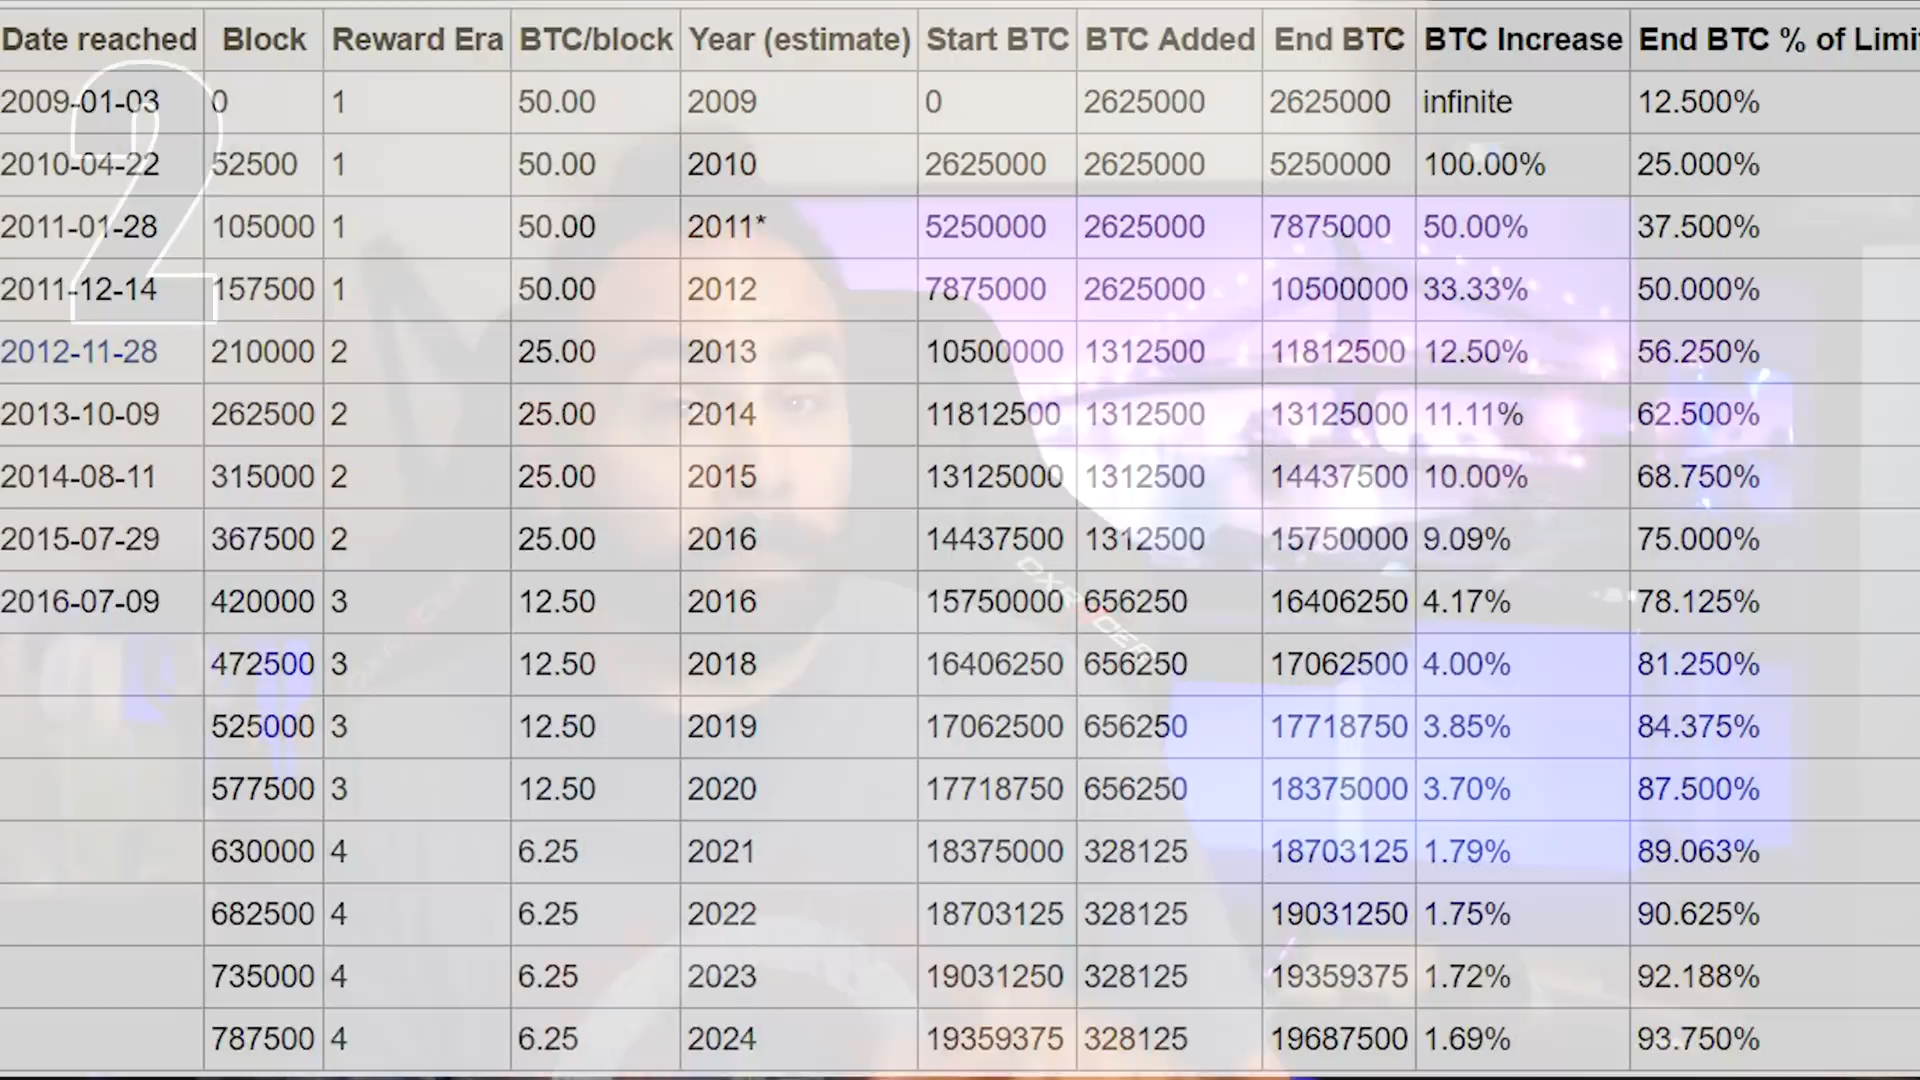 Date reached Block Reward Era BTC/block Year (estimate) Start BTC BTC Added End BTC BTC Increase End BTC % of Limi
2009-01-03 0 1 50.00 2009 0 2625000 2625000 infinite 12.500%
2010-04-22 52500 1 50.00 2010 2625000 2625000 5250000 100.00% 25.000%
2011-01-28 105000 1 50.00 2011* 5250000 2625000 7875000 50.00% 37.500%
2011-12-14 157500 1 50.00 2012 7875000 2625000 10500000 33.33% 50.000%
2012-11-28 210000 2 25.00 2013 10500000 1312500 11812500 12.50% 56.250%
2013-10-09 262500 2 25.00 2014 11812500 1312500 13125000 11.11% 62.500%
2014-08-11 315000 2 25.00 2015 13125000 1312500 14437500 10.00% 68.750%
2015-07-29 367500 2 25.00 2016 14437500 1312500 15750000 9.09% 75.000%
2016-07-09 420000 3 12.50 2016 15750000 656250 16406250 4.17% 78.125%
472500 3 12.50 2018 16406250 656250 17062500 4.00% 81.250%
525000 3 12.50 2019 17062500 656250 17718750 3.85% 84.375%
577500 3 12.50 2020 17718750 656250 18375000 3.70% 87.500%
630000 4 6.25 2021 18375000 328125 18703125 1.79% 89.063%
682500 4 6.25 2022 18703125 328125 19031250 1.75% 90.625%
735000 4 6.25 2023 19031250 328125 19359375 1.72% 92.188%
787500 4 6.25 2024 19359375 328125 19687500 1.69% 93.750%
2
DXRACER